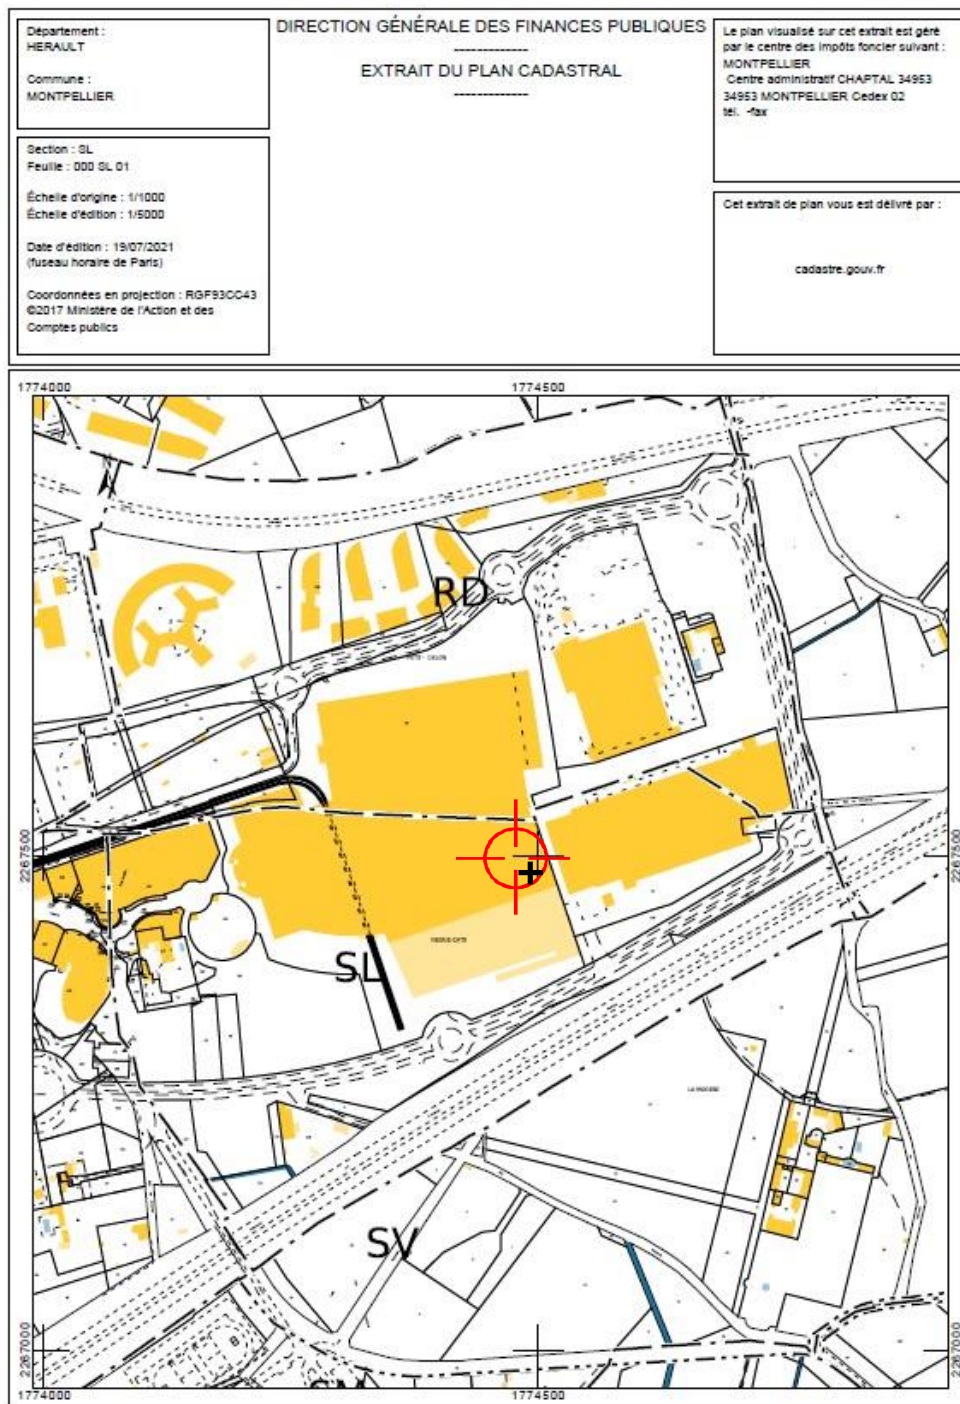 Département :
HERAULT
Commune :
MONTPELLIER
Section : SL
Feuille : 000 SL 01
Échelle d'origine : 1/1000
Échelle d'édition : 1/5000
Date d'édition : 19/07/2021
(fuseau horaire de Paris)
Coordonnées en projection : RGF93CC43
©2017 Ministère de l'Action et des
Comptes publics
DIRECTION GÉNÉRALE DES FINANCES PUBLIQUES
-------------
EXTRAIT DU PLAN CADASTRAL
-------------
Le plan visualisé sur cet extrait est géré
par le centre des impôts foncier suivant :
MONTPELLIER
Centre administratif CHAPTAL 34953
34953 MONTPELLIER Cedex 02
tél. -fax
Cet extrait de plan vous est délivré par :
cadastre.gouv.fr
1774000
1774500
RD
2267500
2267500
SL
LA MOGERE
SV
2267000
2267000
1774000
1774500